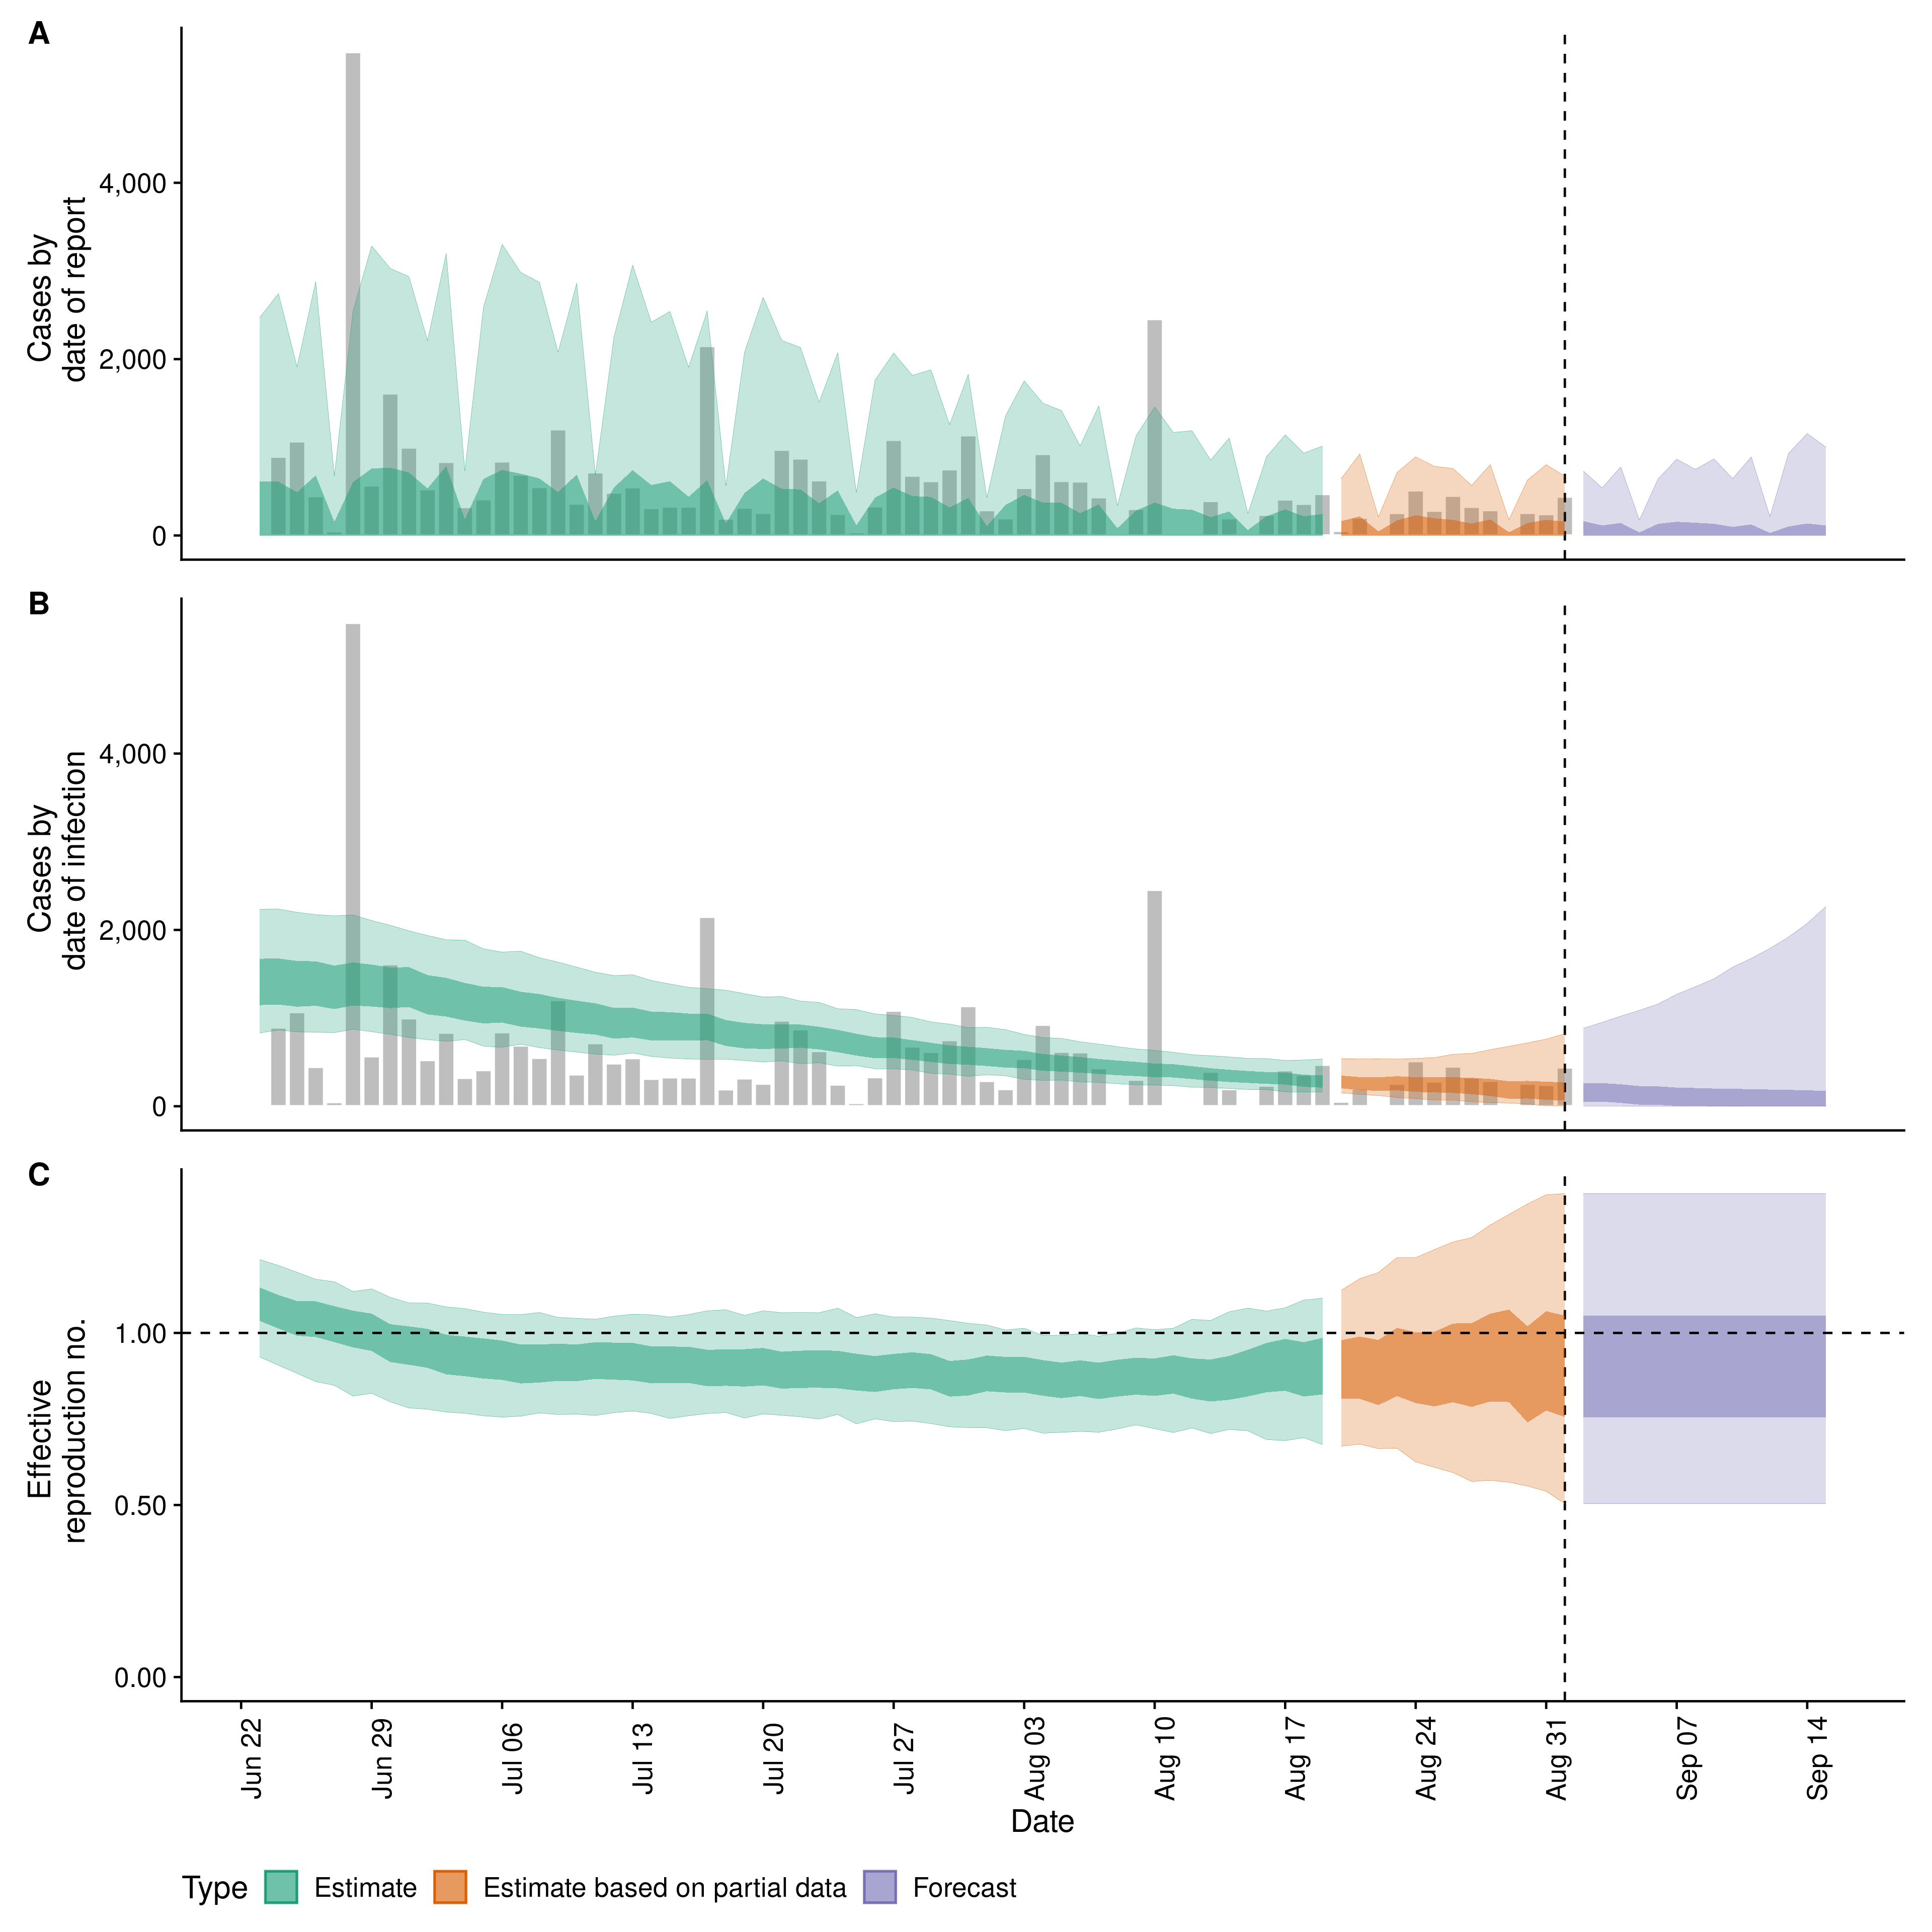 A
Cases by
date of report
4,000
2,000
0
B
Cases by
date of infection
4,000
2,000
0
C
Effective
reproduction no.
1.00
0.50
0.00
Jun 22
Jun 29
Jul 06
Jul 13
Jul 20
Jul 27
Aug 03
Aug 10
Aug 17
Aug 24
Aug 31
Sep 07
Sep 14
Date
Type Estimate Estimate based on partial data Forecast